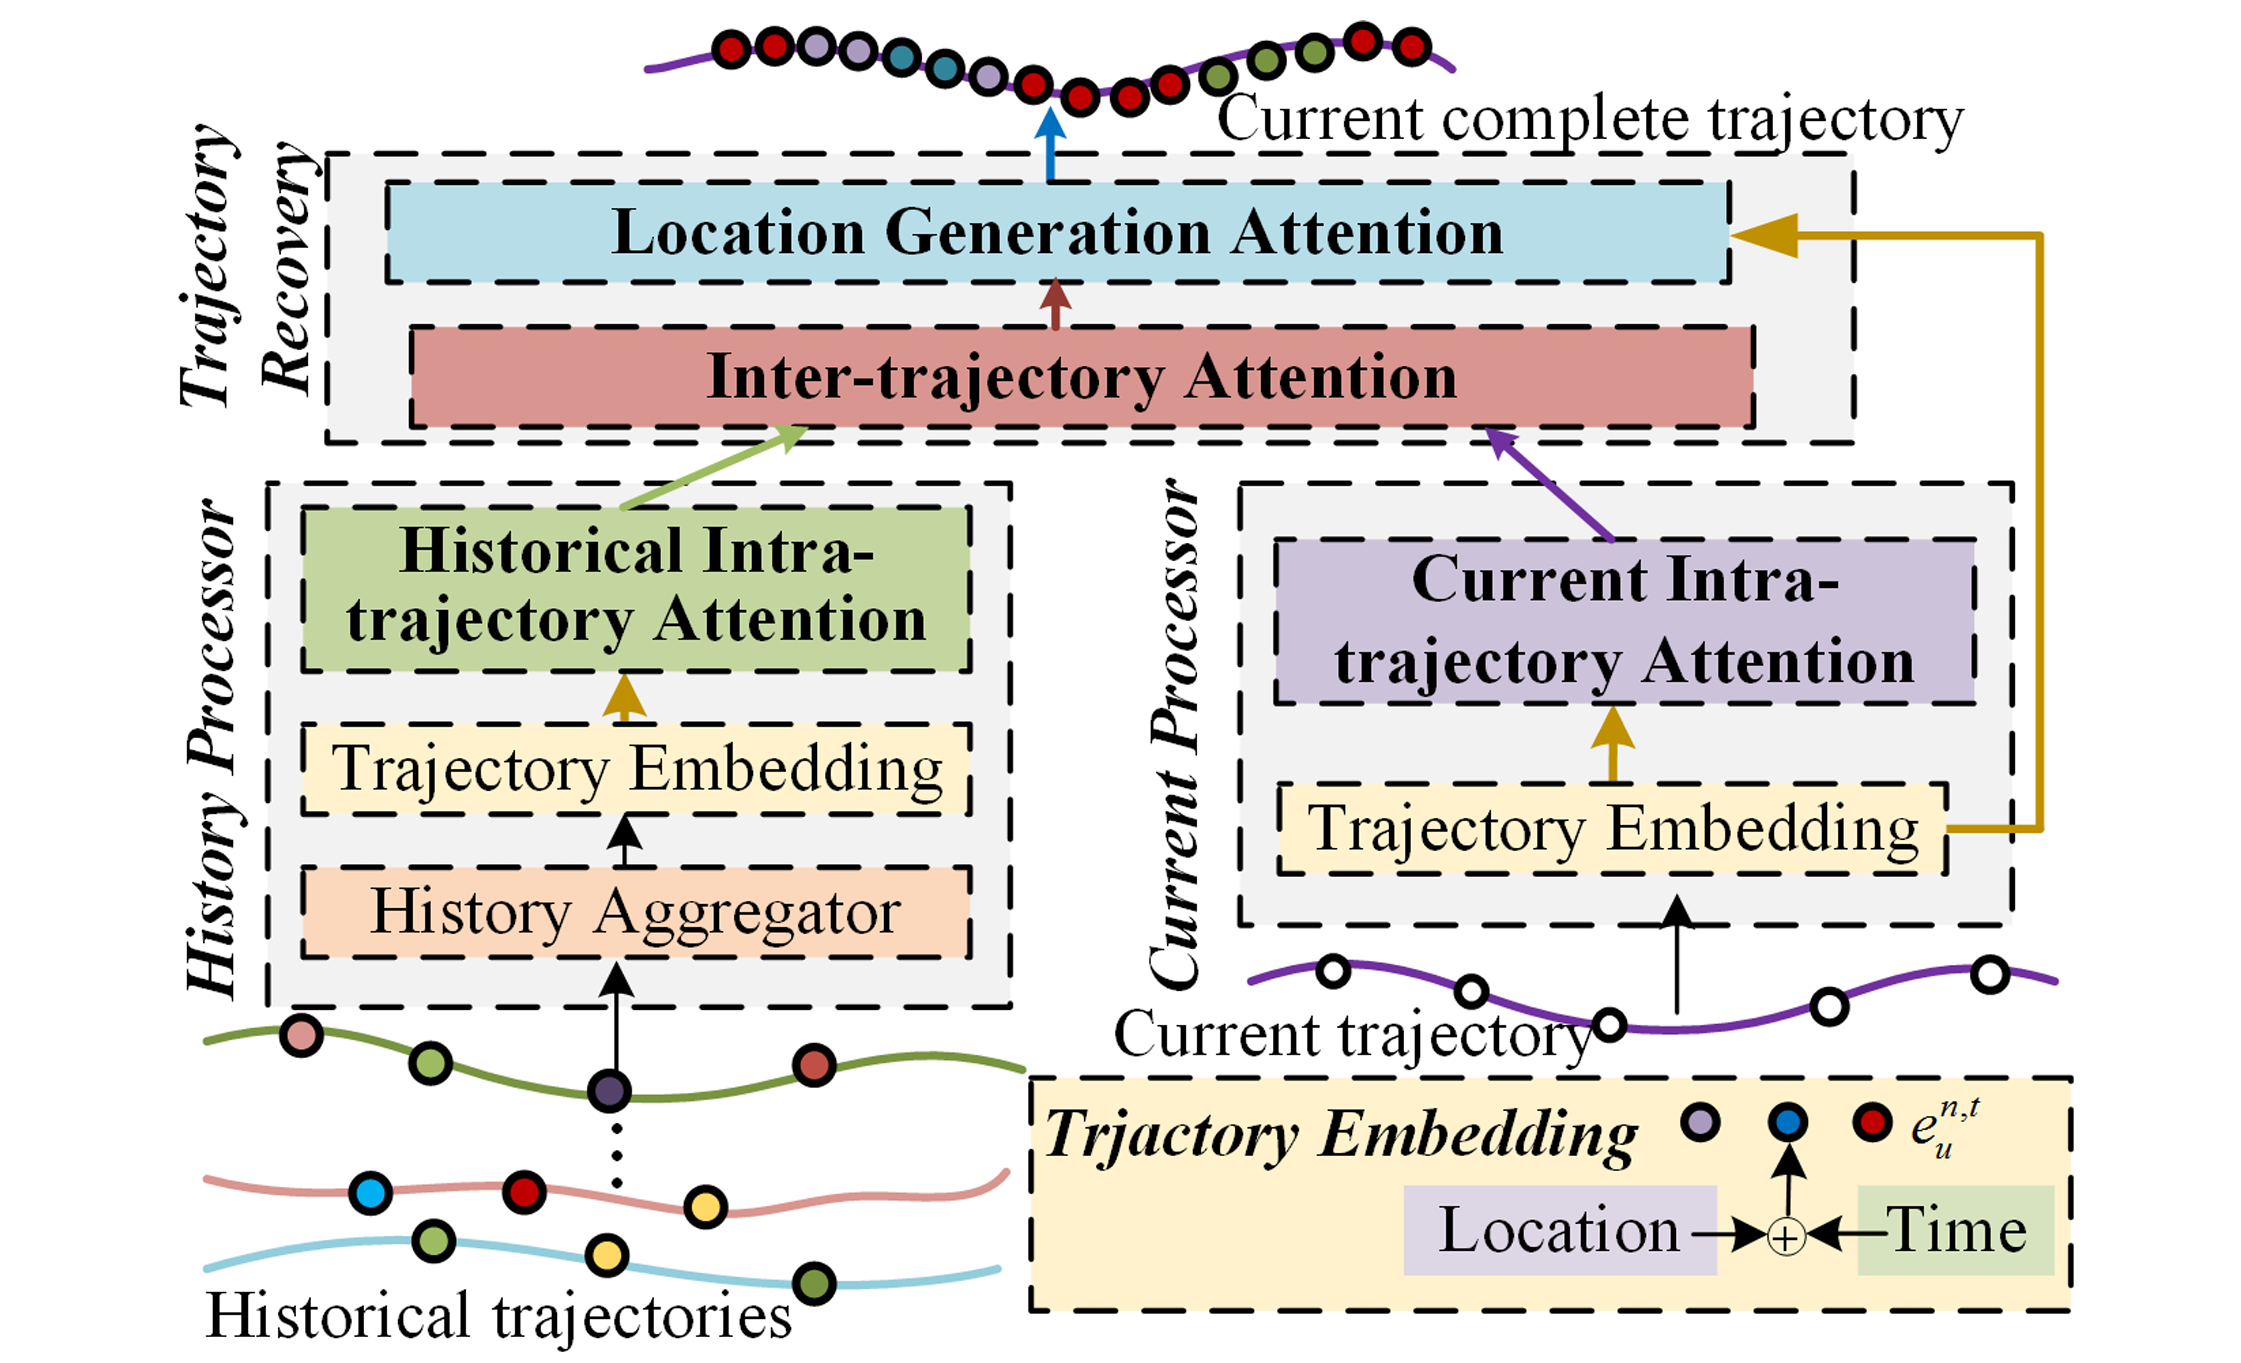 Current complete trajectory
Trajectory
Recovery
Location Generation Attention
Inter-trajectory Attention
History Processor
Historical Intra-
trajectory Attention
Trajectory Embedding
History Aggregator
Historical trajectories
Current Processor
Current Intra-
trajectory Attention
Trajectory Embedding
Current trajectory
Trjactory Embedding
e_u^{n,t}
Location
+
Time